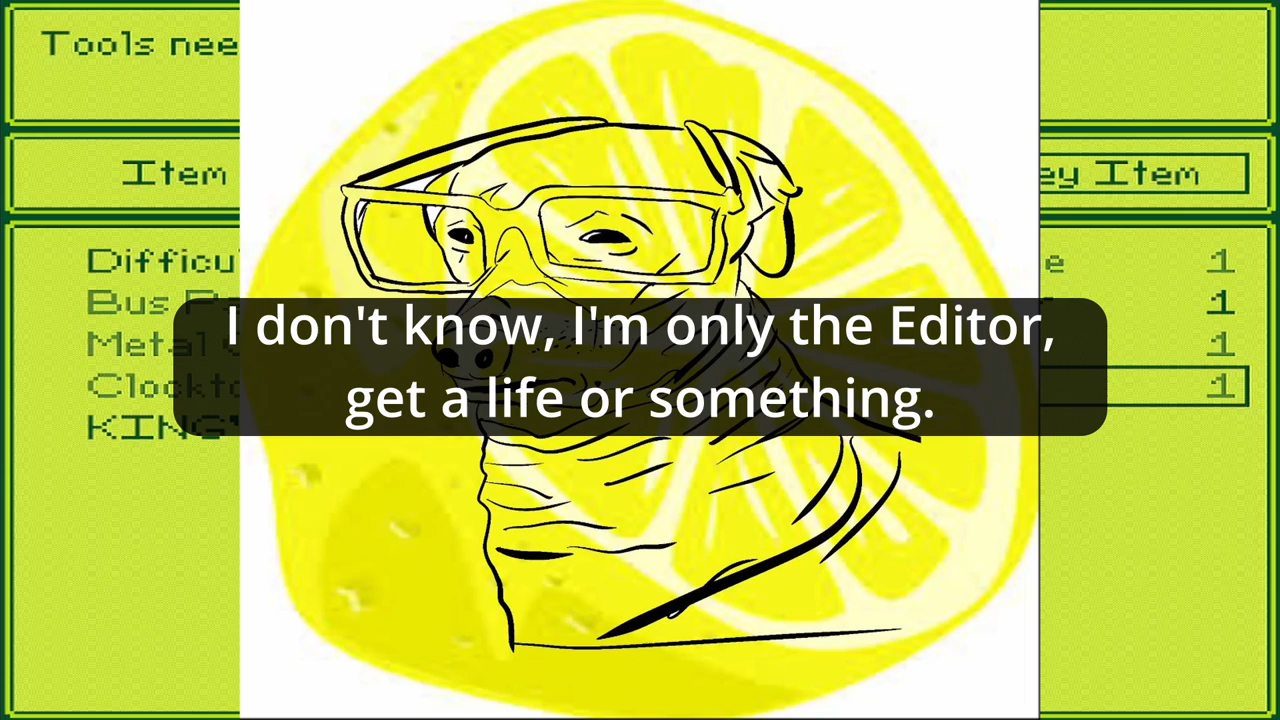 Tools nee
Item
ey Item
Difficu
e 1
Bus P
1
Metal
1
Clockto
1
KING'
I don't know, I'm only the Editor,
get a life or something.